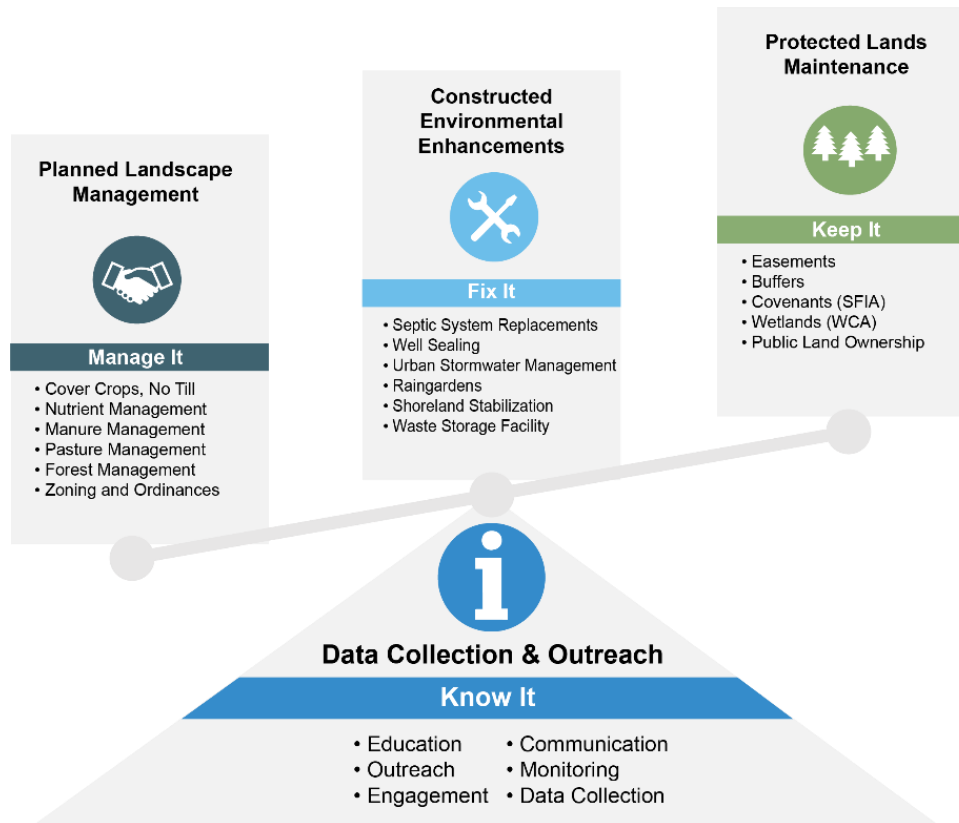 Planned Landscape
Management
Manage It
• Cover Crops, No Till
• Nutrient Management
• Manure Management
• Pasture Management
• Forest Management
• Zoning and Ordinances
Constructed
Environmental
Enhancements
Fix It
• Septic System Replacements
• Well Sealing
• Urban Stormwater Management
• Raingardens
• Shoreland Stabilization
• Waste Storage Facility
Protected Lands
Maintenance
Keep It
• Easements
• Buffers
• Covenants (SFIA)
• Wetlands (WCA)
• Public Land Ownership
Data Collection & Outreach
Know It
• Education
• Outreach
• Engagement
• Communication
• Monitoring
• Data Collection